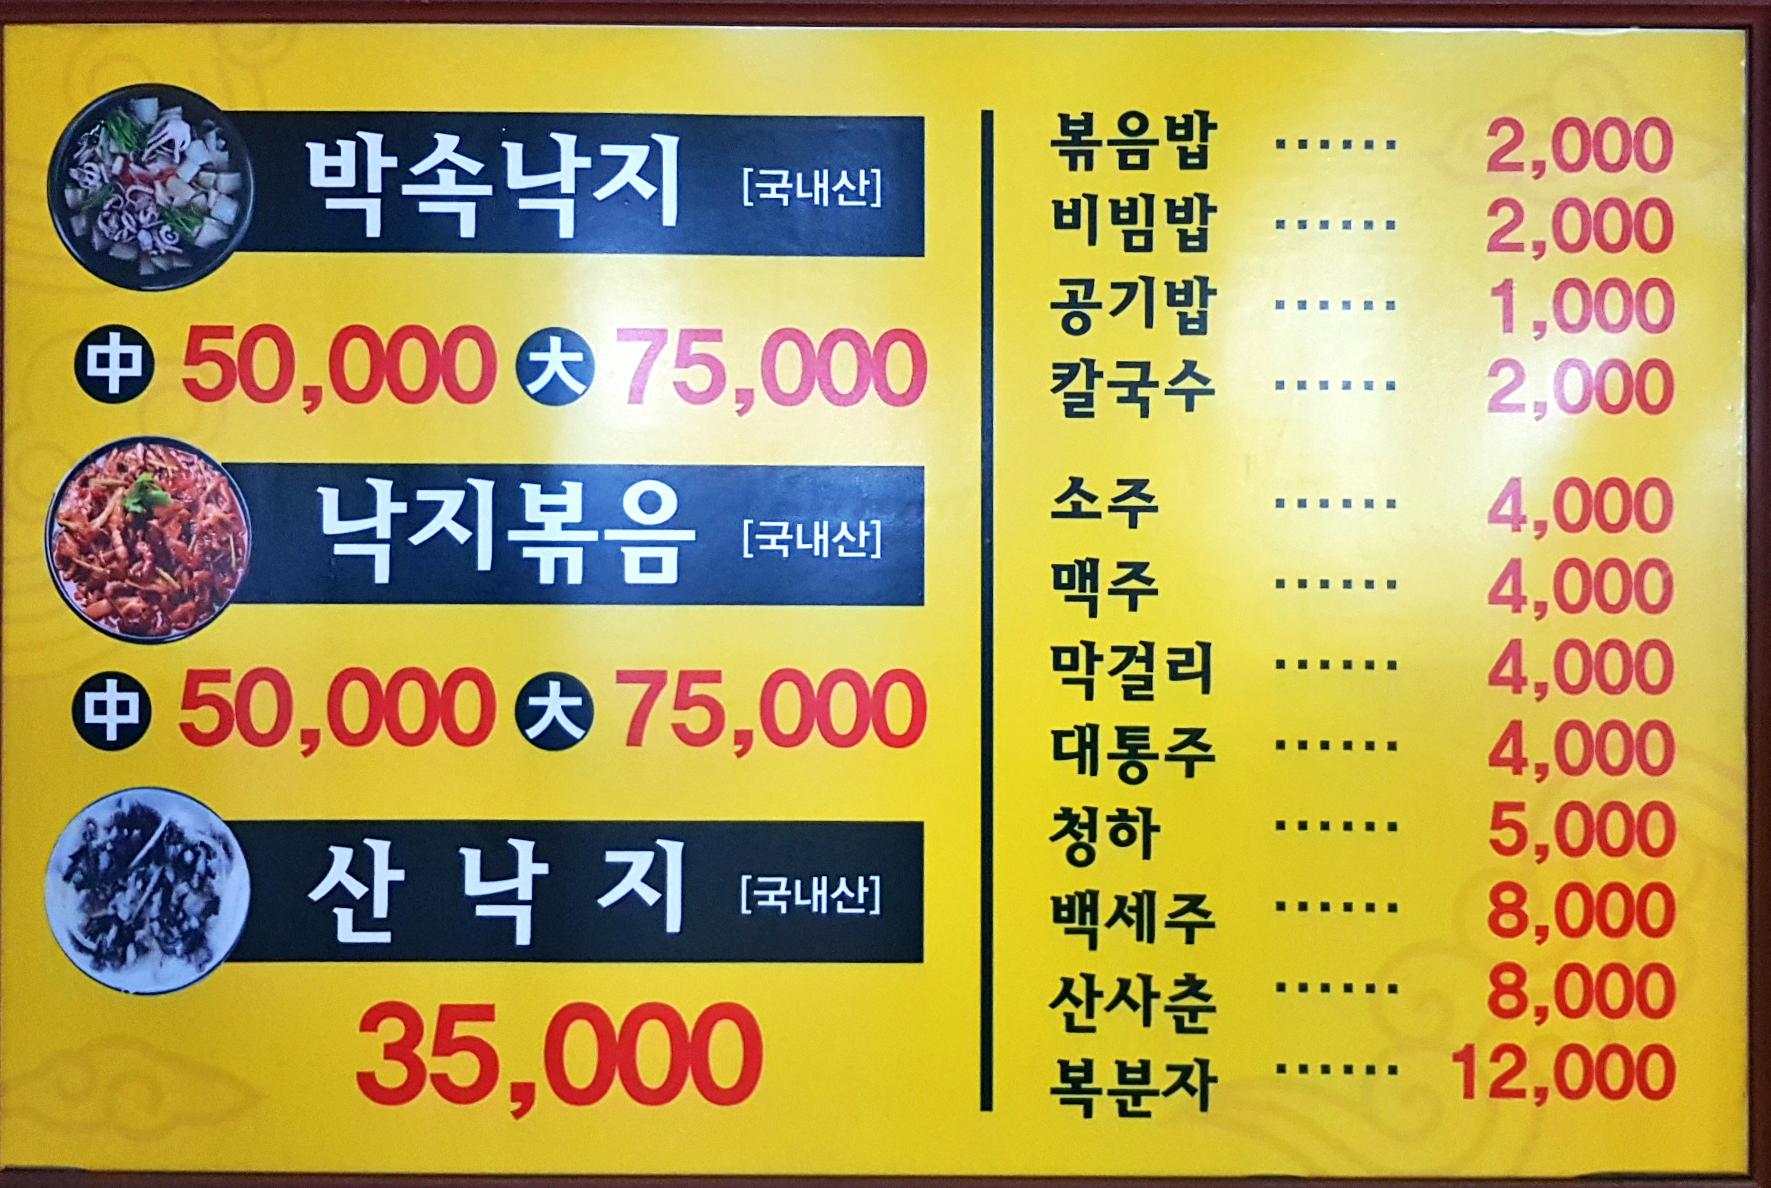 박속낙지 [국내산]
中 50,000 大 75,000
낙지볶음 [국내산]
中 50,000 大 75,000
산낙지 [국내산]
35,000
볶음밥 ······ 2,000
비빔밥 ······ 2,000
공기밥 ······ 1,000
칼국수 ······ 2,000
소주 ······ 4,000
맥주 ······ 4,000
막걸리 ······ 4,000
대통주 ······ 4,000
청하 ······ 5,000
백세주 ······ 8,000
산사춘 ······ 8,000
복분자 ······ 12,000